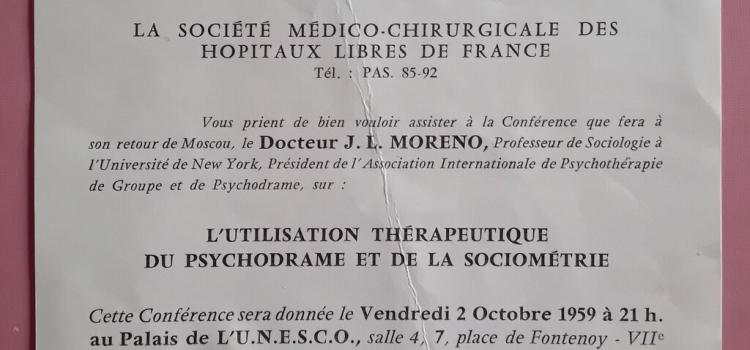 LA SOCIÉTÉ MÉDICO-CHIRURGICALE DES
HOPITAUX LIBRES DE FRANCE
Tél. : PAS. 85-92
Vous prient de bien vouloir assister à la Conférence que fera à
son retour de Moscou, le Docteur J. L. MORENO, Professeur de Sociologie à
l'Université de New York, Président de l'Association Internationale de Psychothérapie
de Groupe et de Psychodrame, sur :
L'UTILISATION THÉRAPEUTIQUE
DU PSYCHODRAME ET DE LA SOCIOMÉTRIE
Cette Conférence sera donnée le Vendredi 2 Octobre 1959 à 21 h.
au Palais de L'U.N.E.S.C.O., salle 4, 7, place de Fontenoy - VIIe